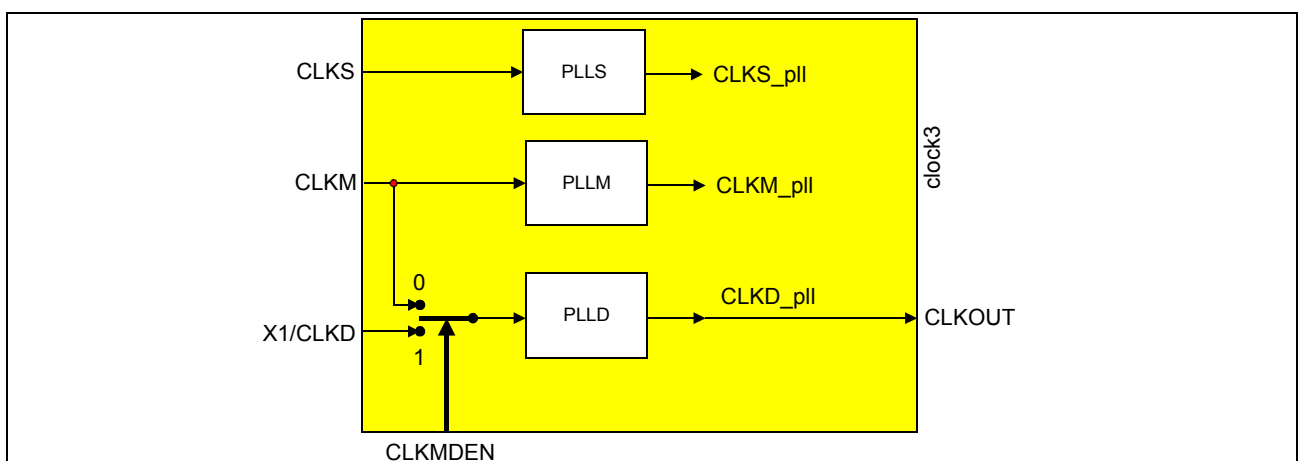 CLKS
PLLS
CLKS_pll
clock3
CLKM
PLLM
CLKM_pll
0
X1/CLKD
1
PLLD
CLKD_pll
CLKOUT
CLKMDEN